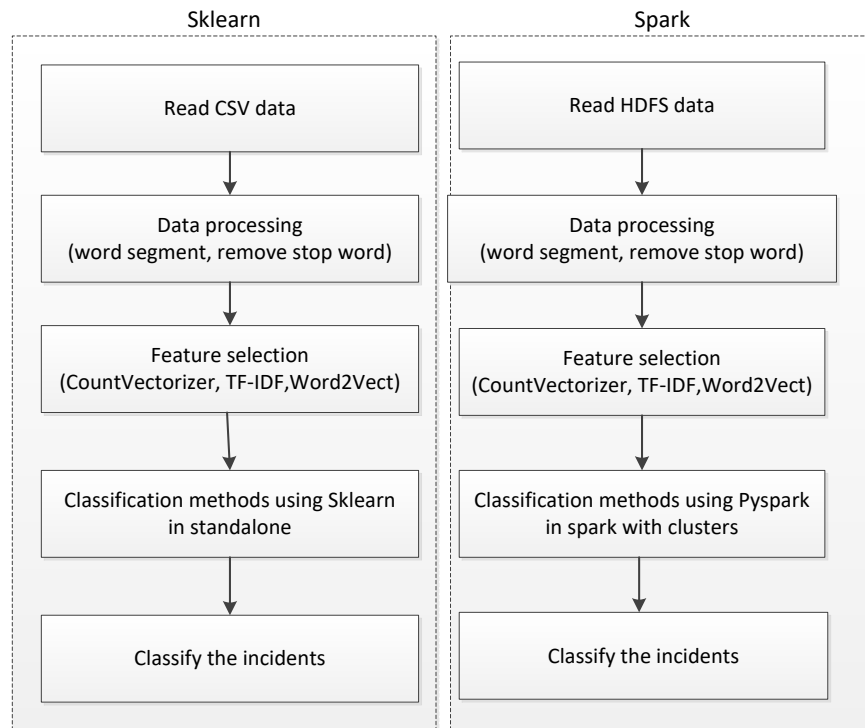 Sklearn
Read CSV data
Data processing
(word segment, remove stop word)
Feature selection
(CountVectorizer, TF-IDF,Word2Vect)
Classification methods using Sklearn
in standalone
Classify the incidents
Spark
Read HDFS data
Data processing
(word segment, remove stop word)
Feature selection
(CountVectorizer, TF-IDF,Word2Vect)
Classification methods using Pyspark
in spark with clusters
Classify the incidents